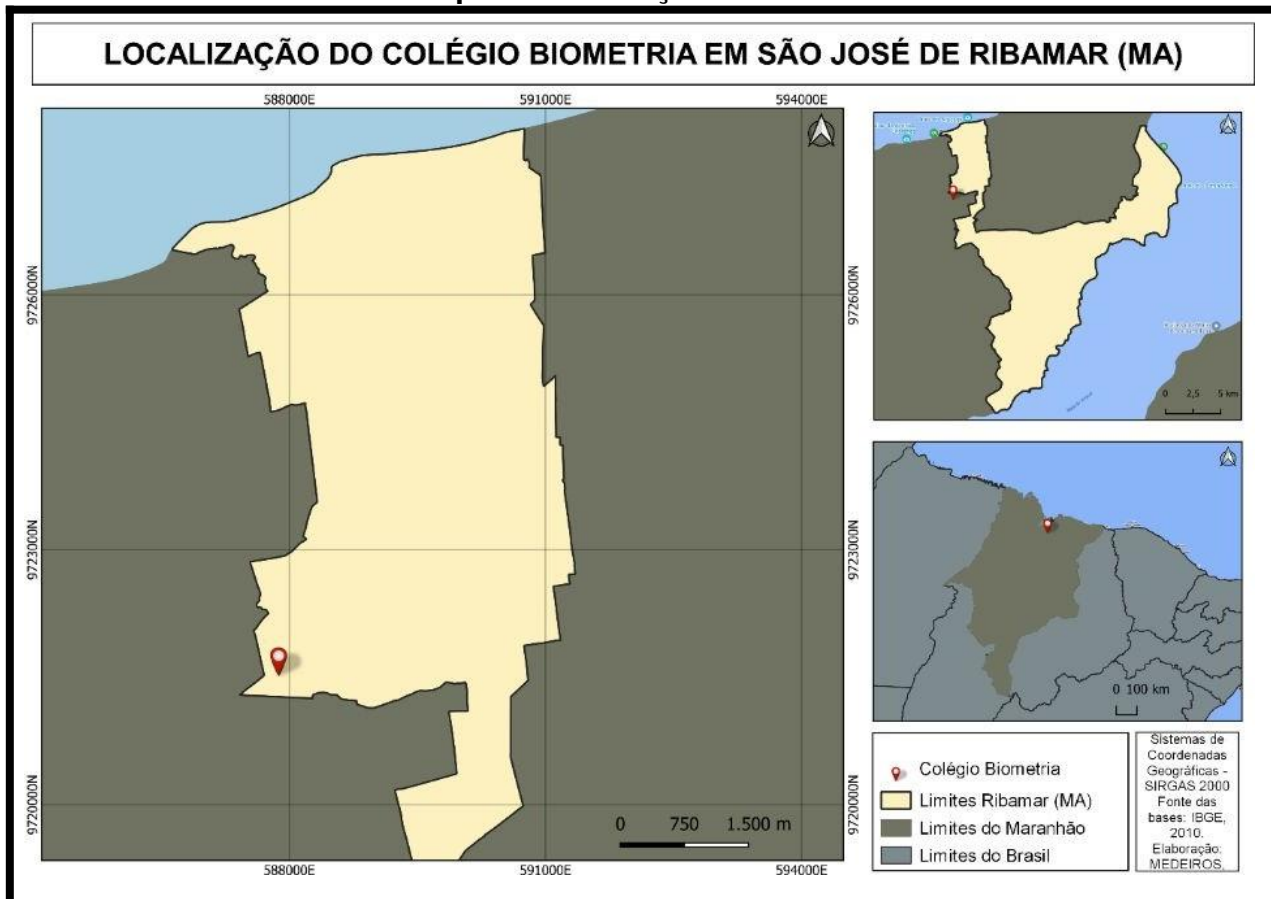 LOCALIZAÇÃO DO COLÉGIO BIOMETRIA EM SÃO JOSÉ DE RIBAMAR (MA)
588000E
591000E
594000E
9726000N
9726000N
9723000N
9723000N
9720000N
9720000N
0 750 1.500 m
588000E
591000E
594000E
0 2,5 5 km
0 100 km
Colégio Biometria
Limites Ribamar (MA)
Limites do Maranhão
Limites do Brasil
Sistemas de
Coordenadas
Geográficas -
SIRGAS 2000
Fonte das
bases: IBGE,
2010.
Elaboração:
MEDEIROS,